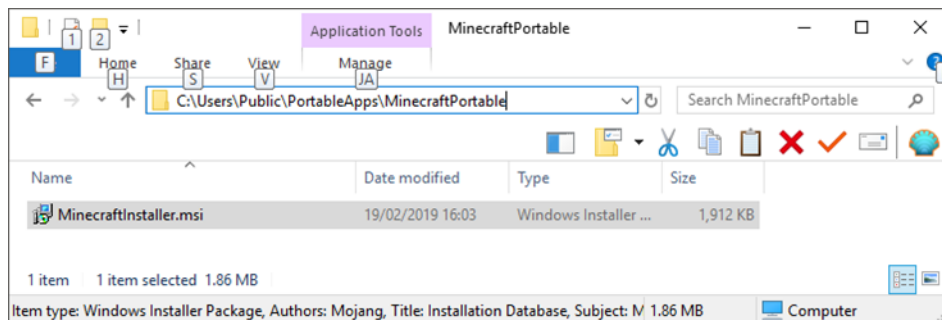 1 2 Application Tools MinecraftPortable
F Home Share View Manage
H S V JA
C:\Users\Public\PortableApps\MinecraftPortable Search MinecraftPortable
Name Date modified Type Size
MinecraftInstaller.msi 19/02/2019 16:03 Windows Installer ... 1,912 KB
1 item 1 item selected 1.86 MB
Item type: Windows Installer Package, Authors: Mojang, Title: Installation Database, Subject: M 1.86 MB Computer